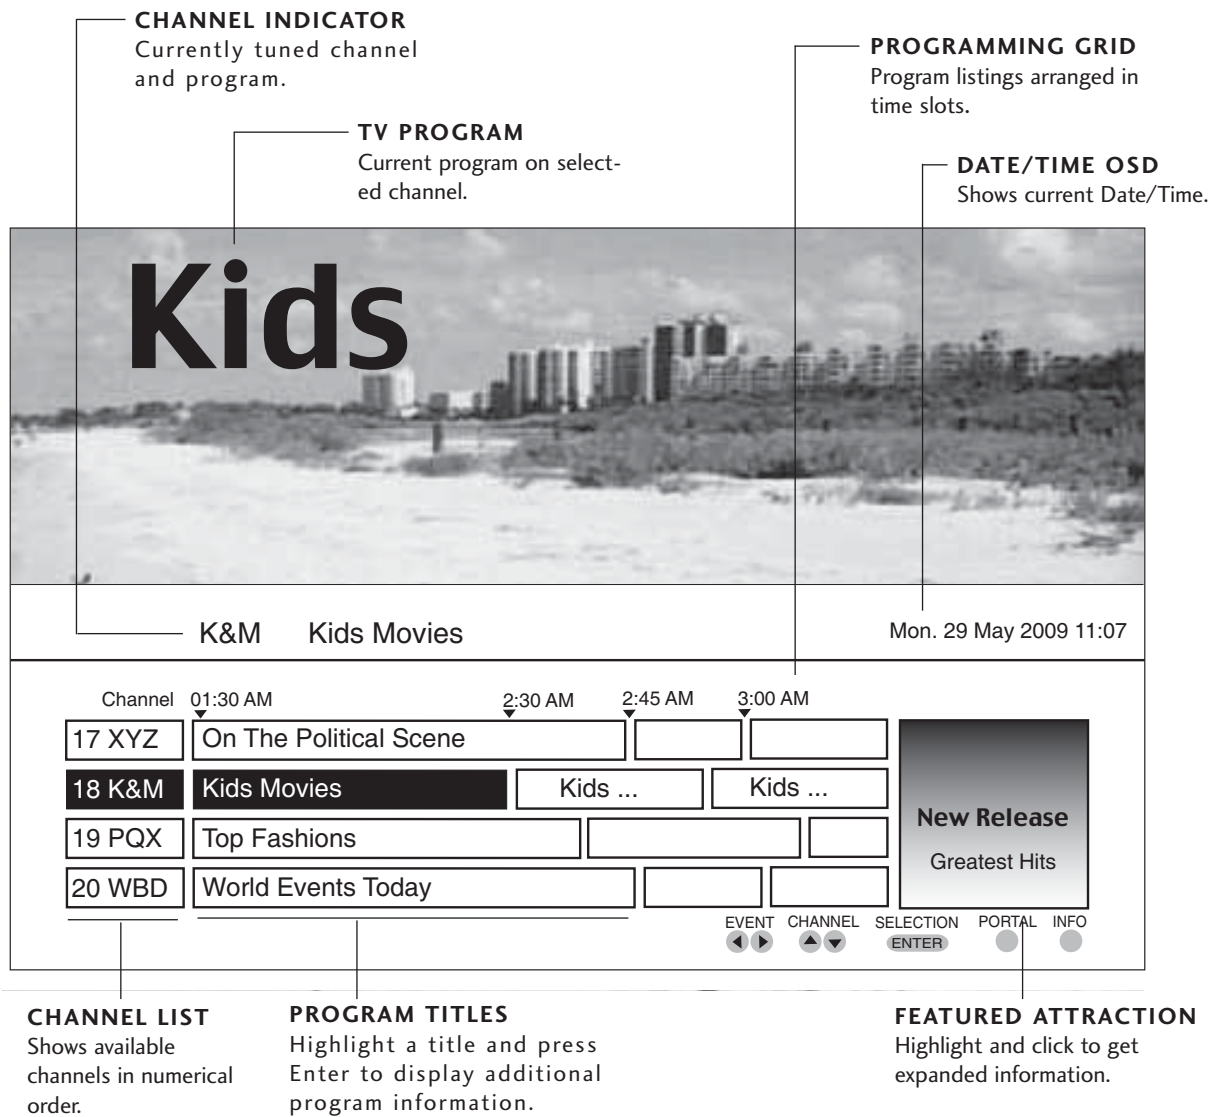 CHANNEL INDICATOR
Currently tuned channel
and program.
PROGRAMMING GRID
Program listings arranged in
time slots.
TV PROGRAM
Current program on select-
ed channel.
DATE/TIME OSD
Shows current Date/Time.
Kids
K&M Kids Movies
Mon. 29 May 2009 11:07
Channel 01:30 AM 2:30 AM 2:45 AM 3:00 AM
17 XYZ On The Political Scene
18 K&M Kids Movies Kids ... Kids ...
19 PQX Top Fashions
20 WBD World Events Today
New Release
Greatest Hits
EVENT CHANNEL SELECTION PORTAL INFO
ENTER
CHANNEL LIST
Shows available
channels in numerical
order.
PROGRAM TITLES
Highlight a title and press
Enter to display additional
program information.
FEATURED ATTRACTION
Highlight and click to get
expanded information.